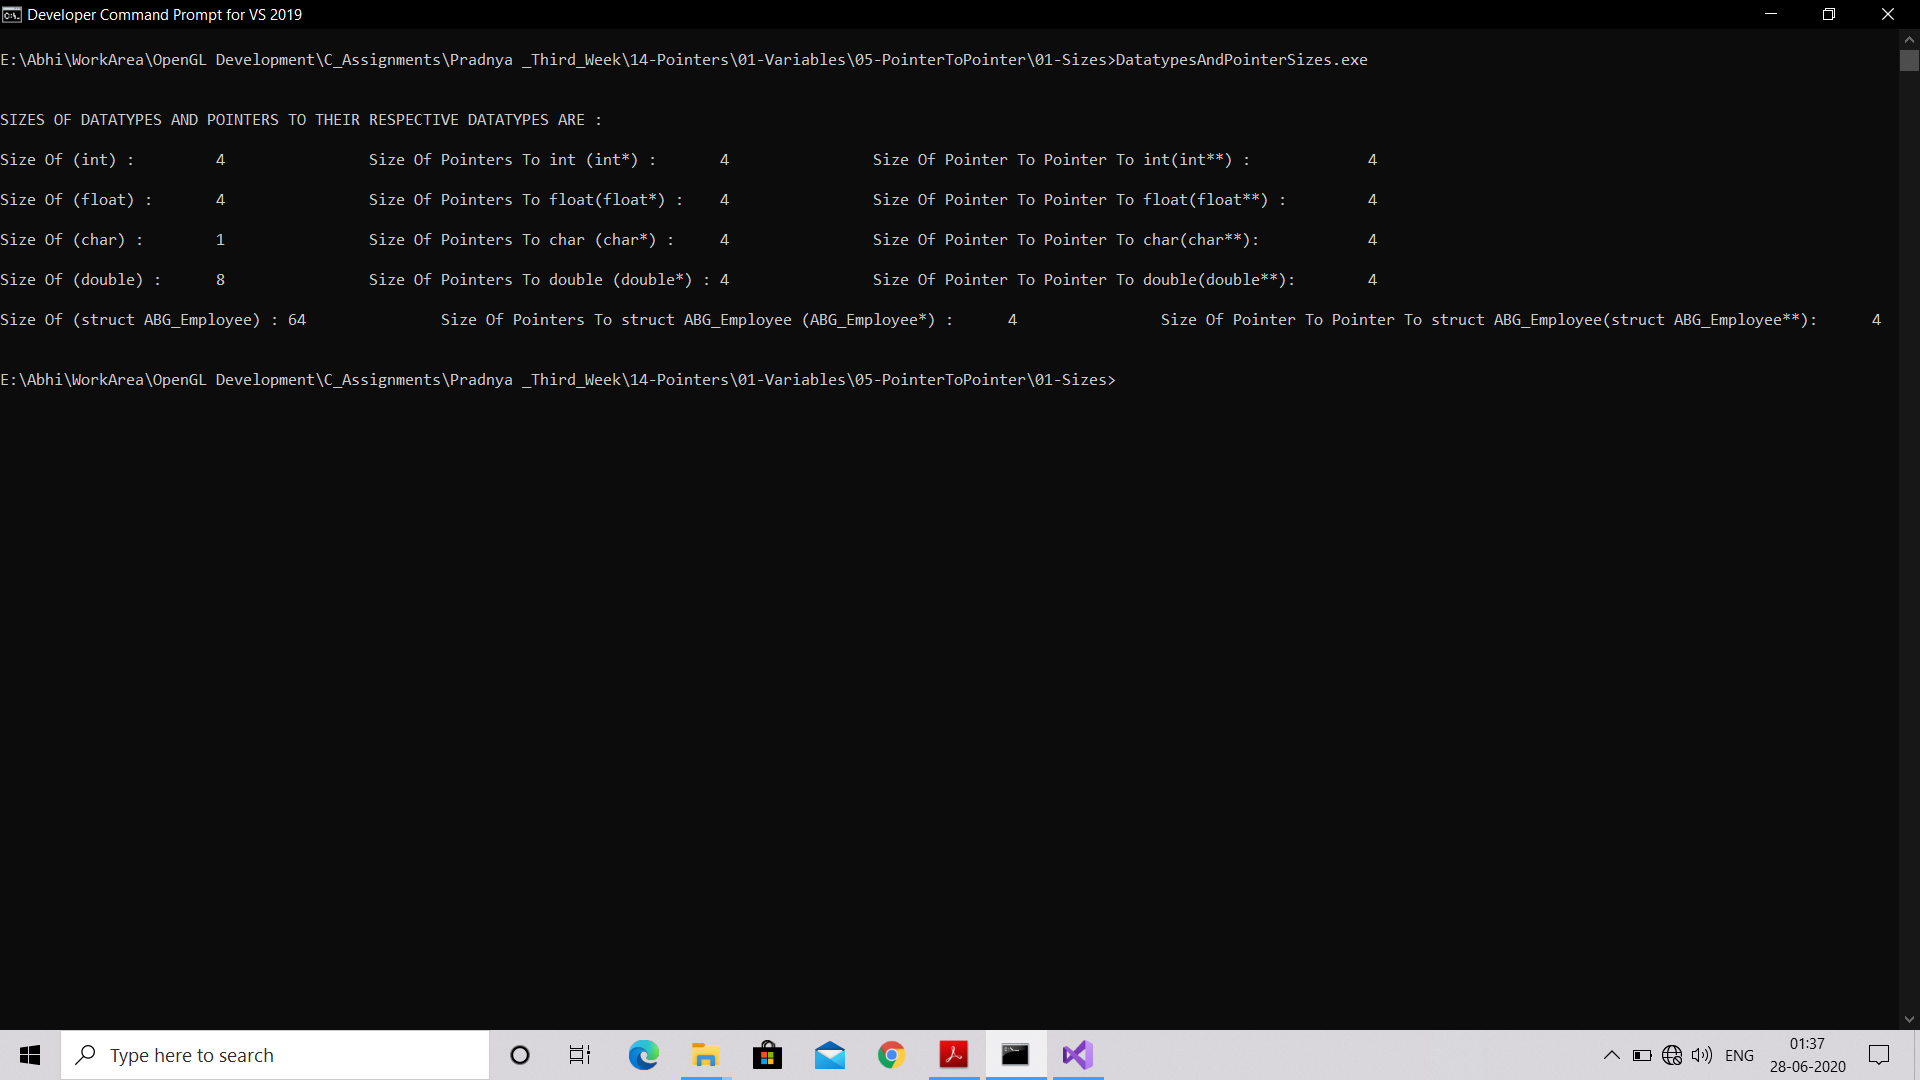 Developer Command Prompt for VS 2019
E:\Abhi\WorkArea\OpenGL Development\C_Assignments\Pradnya _Third_Week\14-Pointers\01-Variables\05-PointerToPointer\01-Sizes>DatatypesAndPointerSizes.exe
SIZES OF DATATYPES AND POINTERS TO THEIR RESPECTIVE DATATYPES ARE :
Size Of (int) : 4 Size Of Pointers To int (int*) : 4 Size Of Pointer To Pointer To int(int**) : 4
Size Of (float) : 4 Size Of Pointers To float(float*) : 4 Size Of Pointer To Pointer To float(float**) : 4
Size Of (char) : 1 Size Of Pointers To char (char*) : 4 Size Of Pointer To Pointer To char(char**): 4
Size Of (double) : 8 Size Of Pointers To double (double*) : 4 Size Of Pointer To Pointer To double(double**): 4
Size Of (struct ABG_Employee) : 64 Size Of Pointers To struct ABG_Employee (ABG_Employee*) : 4 Size Of Pointer To Pointer To struct ABG_Employee(struct ABG_Employee**): 4
E:\Abhi\WorkArea\OpenGL Development\C_Assignments\Pradnya _Third_Week\14-Pointers\01-Variables\05-PointerToPointer\01-Sizes>
Type here to search
ENG
01:37
28-06-2020